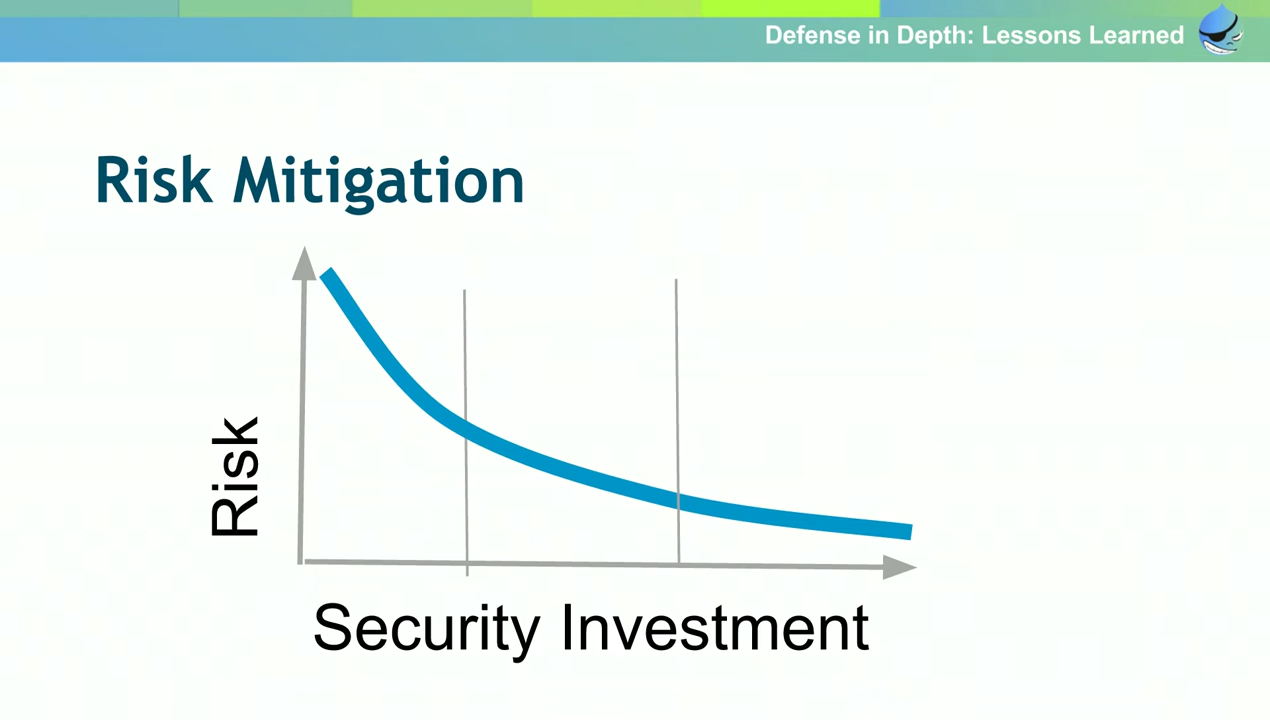 Defense in Depth: Lessons Learned
Risk Mitigation
Risk
Security Investment